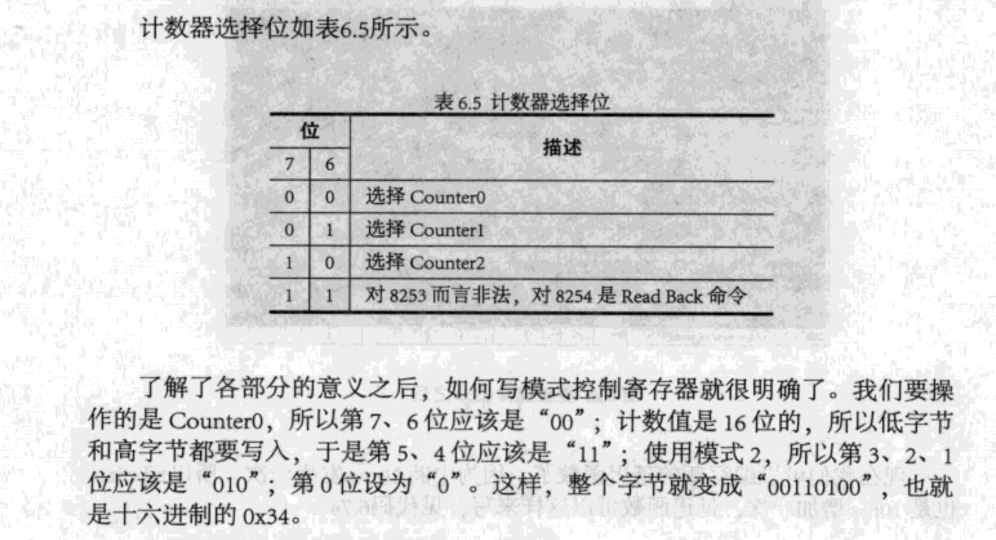 计数器选择位如表6.5所示。
表 6.5 计数器选择位
位 描述
7 6
0 0 选择 Counter0
0 1 选择 Counter1
1 0 选择 Counter2
1 1 对 8253 而言非法，对 8254 是 Read Back 命令
了解了各部分的意义之后，如何写模式控制寄存器就很明确了。我们要操
作的是 Counter0，所以第 7、6 位应该是“00”；计数值是 16 位的，所以低字节
和高字节都要写入，于是第 5、4 位应该是“11”；使用模式 2，所以第 3、2、1
位应该是“010”；第 0 位设为“0”。这样，整个字节就变成“00110100”，也就
是十六进制的 0x34。